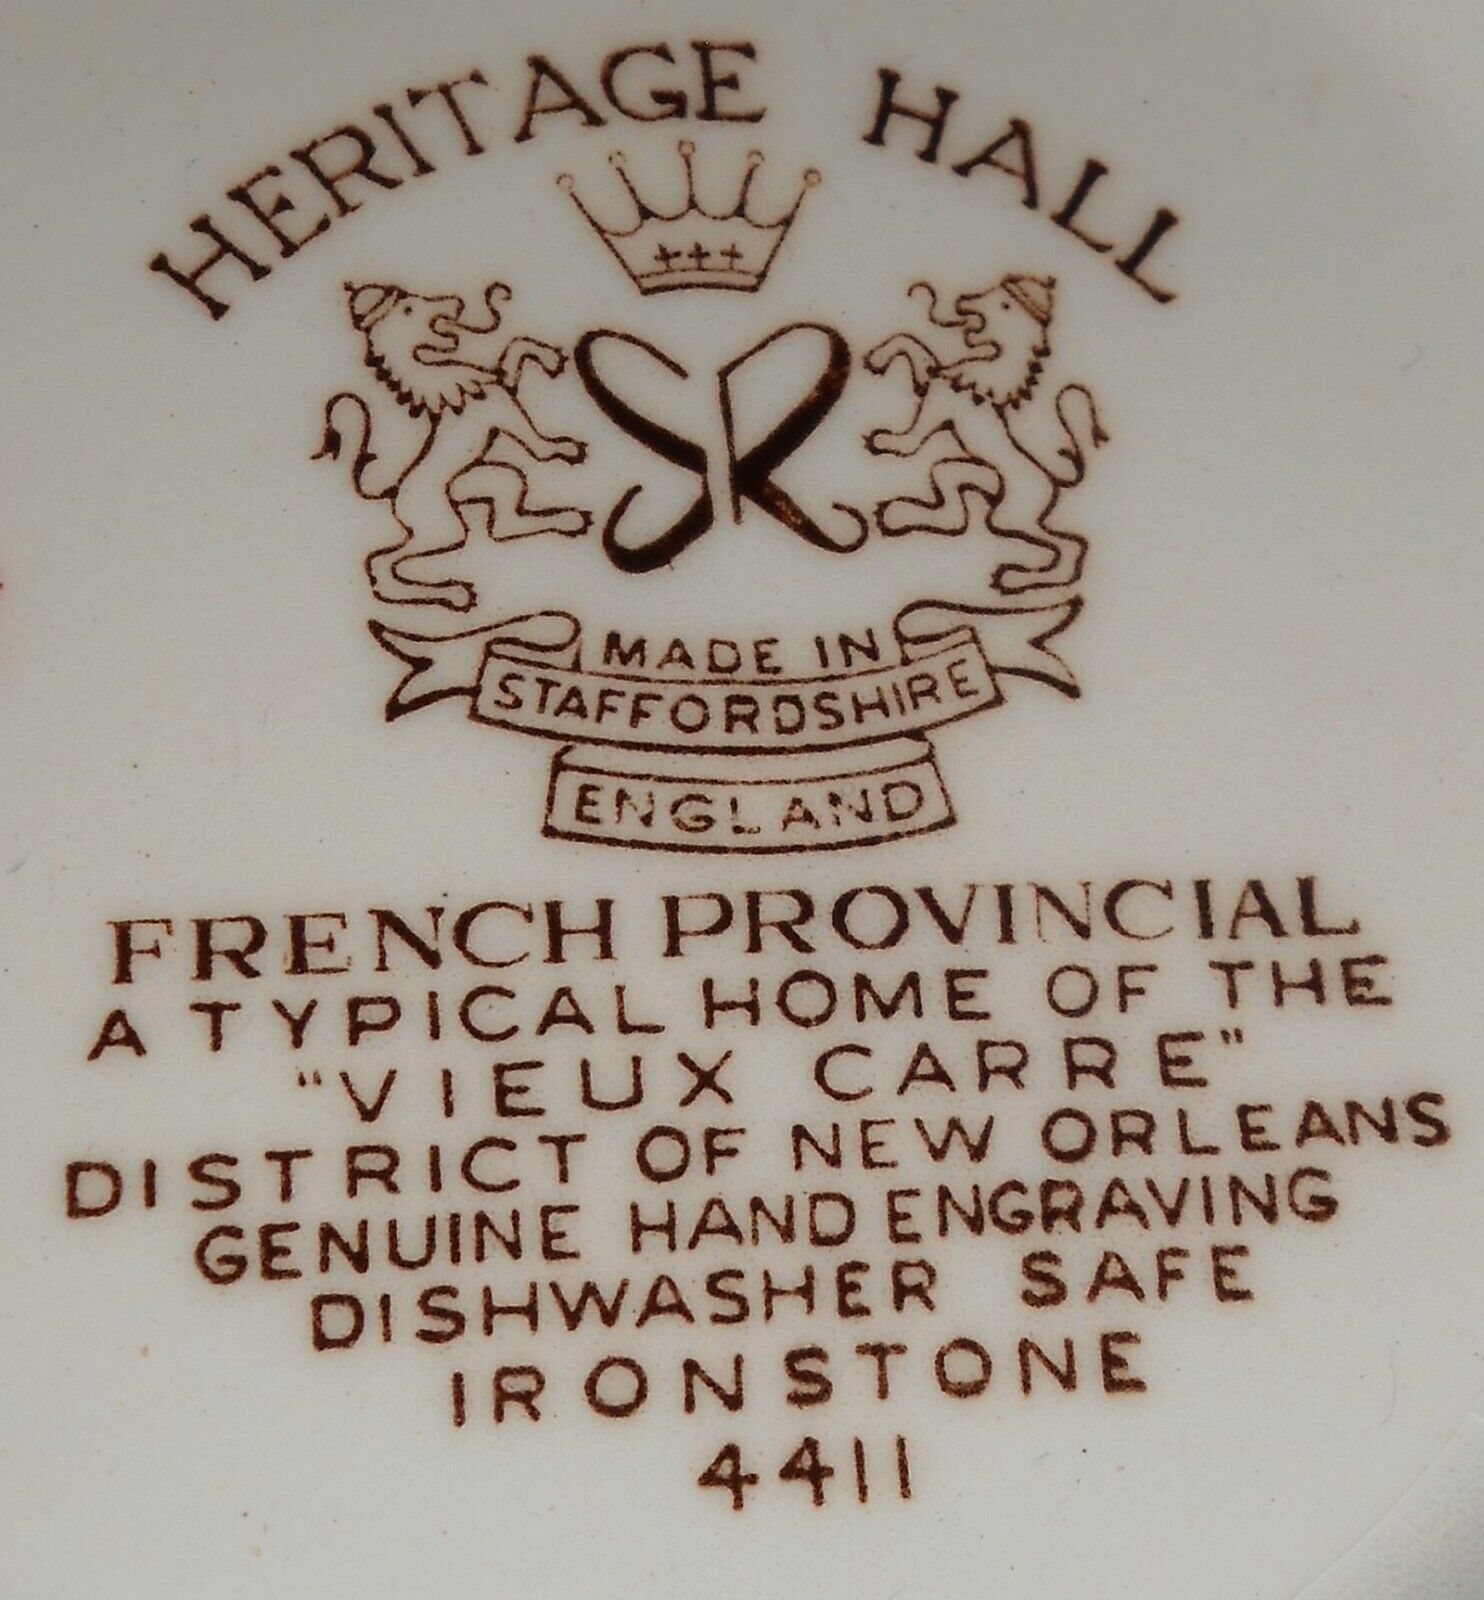 HERITAGE HALL
SR
MADE IN
STAFFORDSHIRE
ENGLAND
FRENCH PROVINCIAL
A TYPICAL HOME OF THE
"VIEUX CARRE"
DISTRICT OF NEW ORLEANS
GENUINE HAND ENGRAVING
DISHWASHER SAFE
IRONSTONE
4411